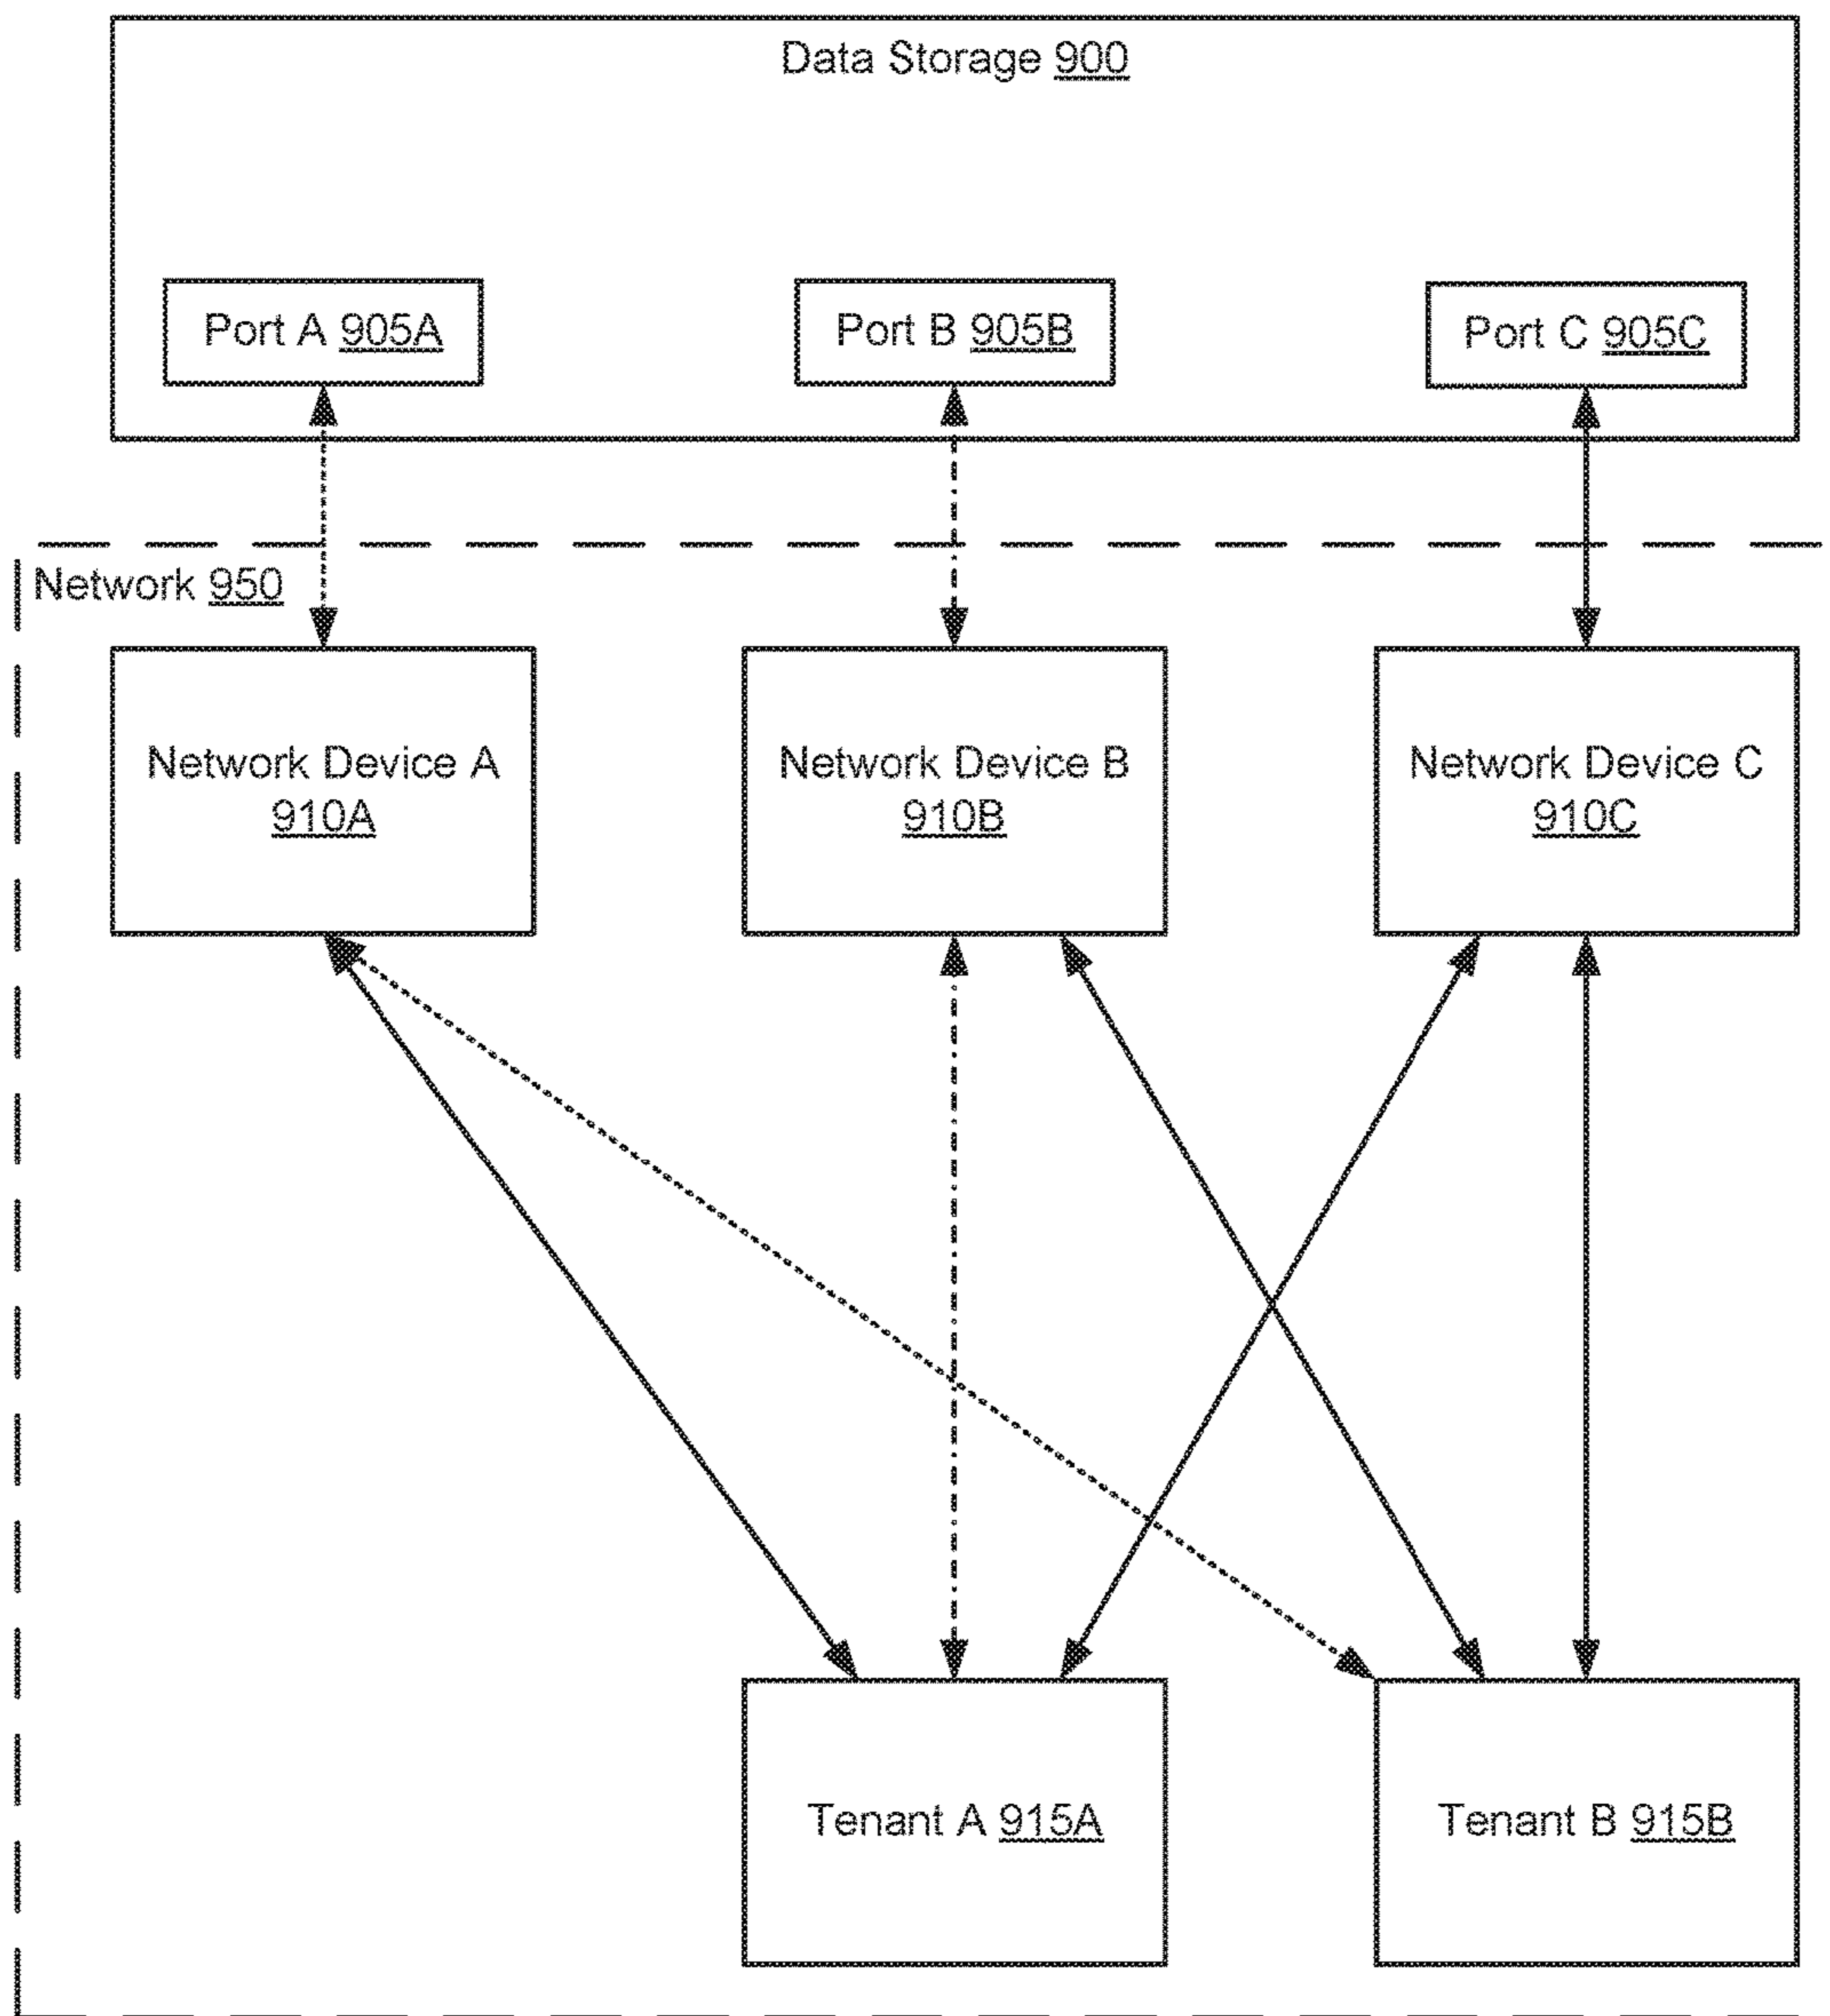 Data Storage 900
Port A 905A
Port B 905B
Port C 905C
Network 950
Network Device A
910A
Network Device B
910B
Network Device C
910C
Tenant A 915A
Tenant B 915B